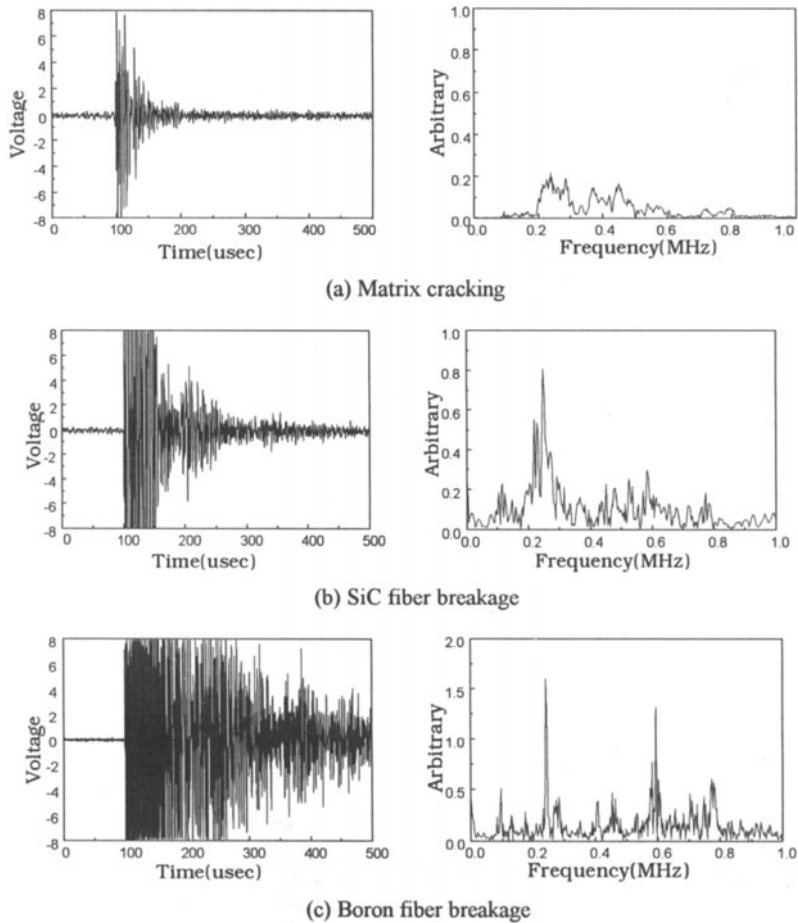 8
6
4
2
0
-2
-4
-6
-8
Voltage
0 100 200 300 400 500
Time(usec)
1.0
0.8
0.6
0.4
0.2
0.0
Arbitrary
0.0 0.2 0.4 0.6 0.8 1.0
Frequency(MHz)
(a) Matrix cracking
8
6
4
2
0
-2
-4
-6
-8
Voltage
0 100 200 300 400 500
Time(usec)
1.0
0.8
0.6
0.4
0.2
0.0
Arbitrary
0.0 0.2 0.4 0.6 0.8 1.0
Frequency(MHz)
(b) SiC fiber breakage
8
6
4
2
0
-2
-4
-6
-8
Voltage
0 100 200 300 400 500
Time(usec)
2.0
1.5
1.0
0.5
0.0
Arbitrary
0.0 0.2 0.4 0.6 0.8 1.0
Frequency(MHz)
(c) Boron fiber breakage